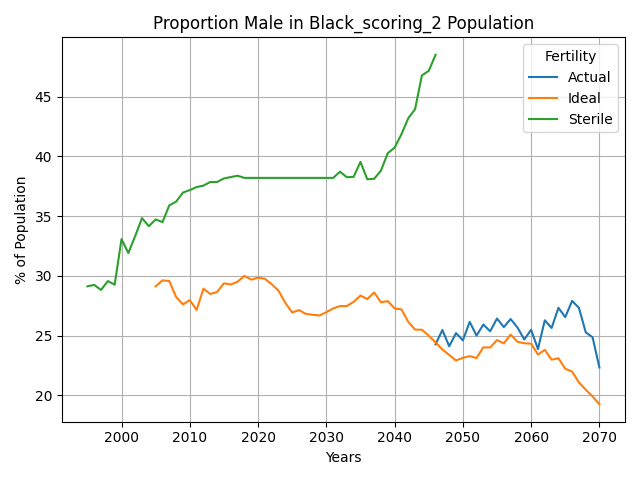 Proportion Male in Black_scoring_2 Population
Fertility
Actual
Ideal
Sterile
% of Population
45
40
35
30
25
20
2000 2010 2020 2030 2040 2050 2060 2070
Years